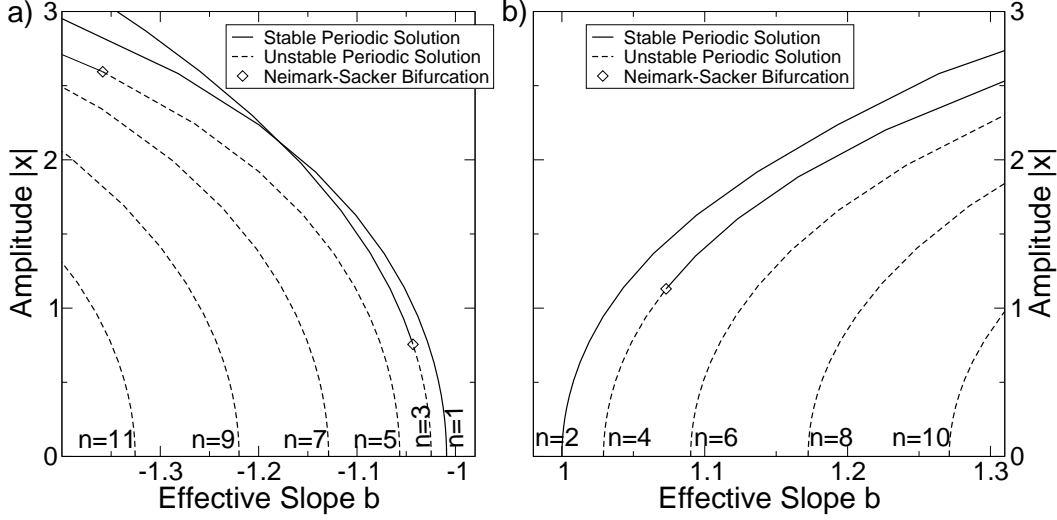 a)
3
2
1
0
Amplitude |x|
Stable Periodic Solution
Unstable Periodic Solution
Neimark-Sacker Bifurcation
n=11
n=9
n=7
n=5
n=3
n=1
-1.3
-1.2
-1.1
-1
Effective Slope b
b)
Stable Periodic Solution
Unstable Periodic Solution
Neimark-Sacker Bifurcation
n=2
n=4
n=6
n=8
n=10
1
1.1
1.2
1.3
Effective Slope b
3
2
1
0
Amplitude |x|